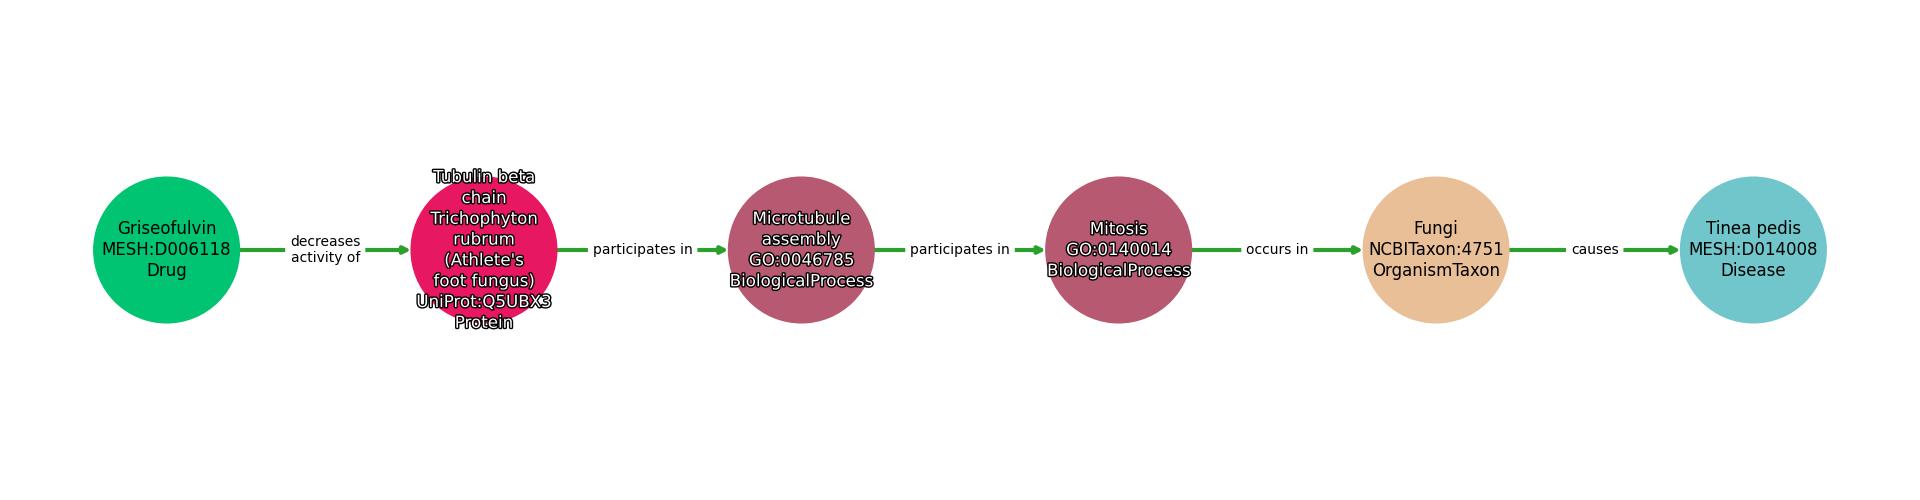 Griseofulvin
MESH:D006118
Drug
decreases
activity of
Tubulin beta
chain
Trichophyton
rubrum
(Athlete's
foot fungus)
UniProt:Q5UBX3
Protein
participates in
Microtubule
assembly
GO:0046785
BiologicalProcess
participates in
Mitosis
GO:0140014
BiologicalProcess
occurs in
Fungi
NCBITaxon:4751
OrganismTaxon
causes
Tinea pedis
MESH:D014008
Disease